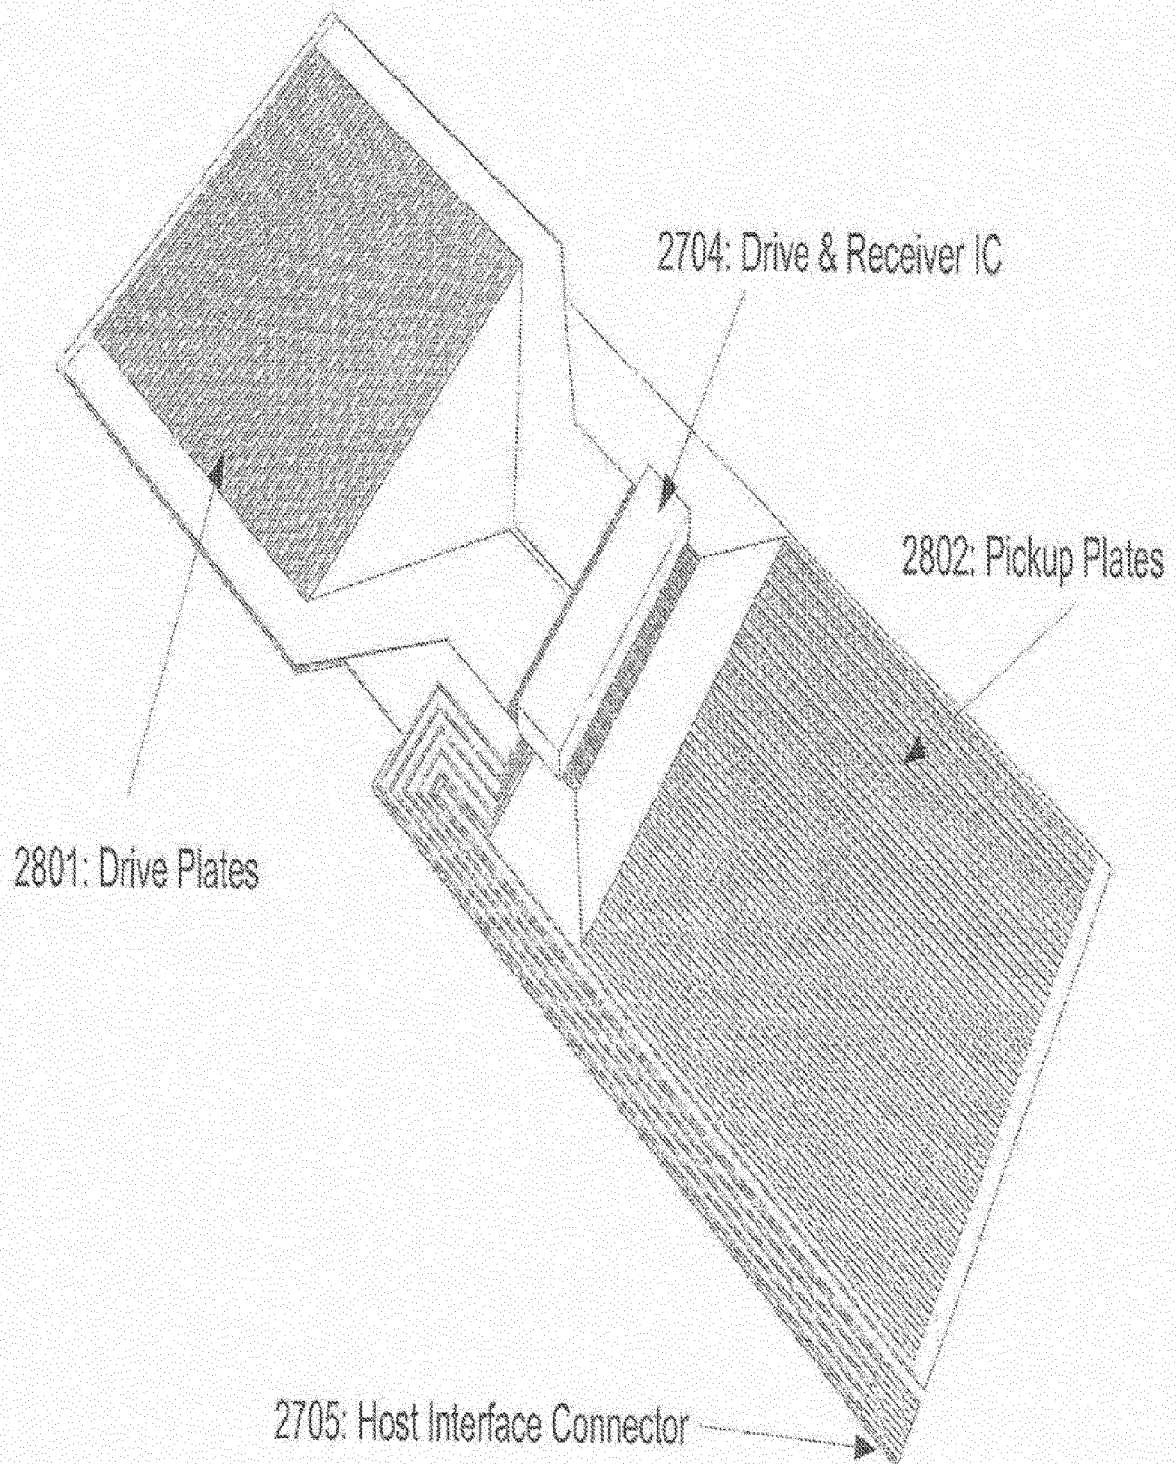 2704: Drive & Receiver IC
2802: Pickup Plates
2801: Drive Plates
2705: Host Interface Connector